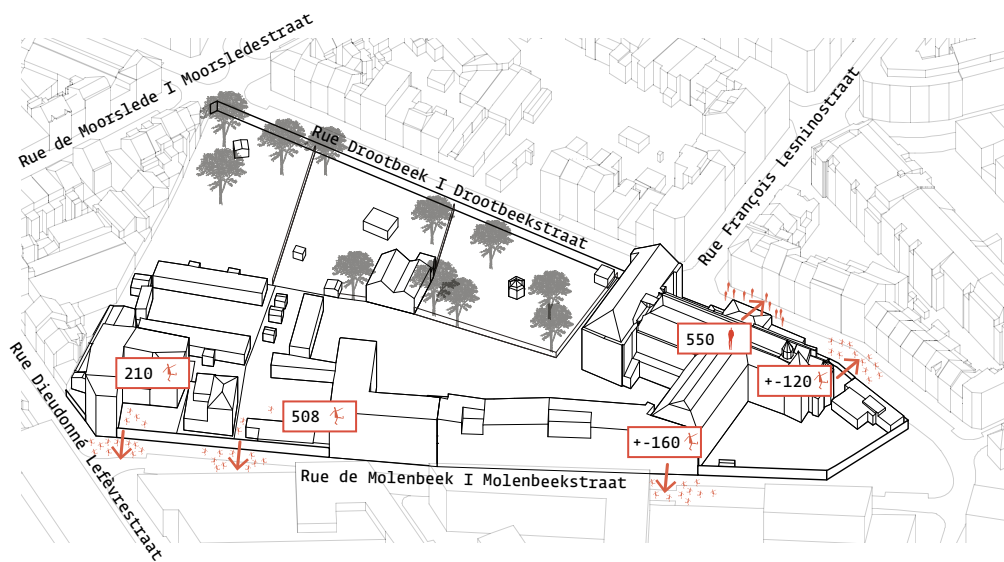 Rue de Moorslede I Moorsledestraat
Rue Drootbeek I Drootbeekstraat
Rue François Lesninostraat
550
210
+-120
508
+-160
Rue de Molenbeek I Molenbeekstraat
Rue Dieudonné Lefèvrestraat